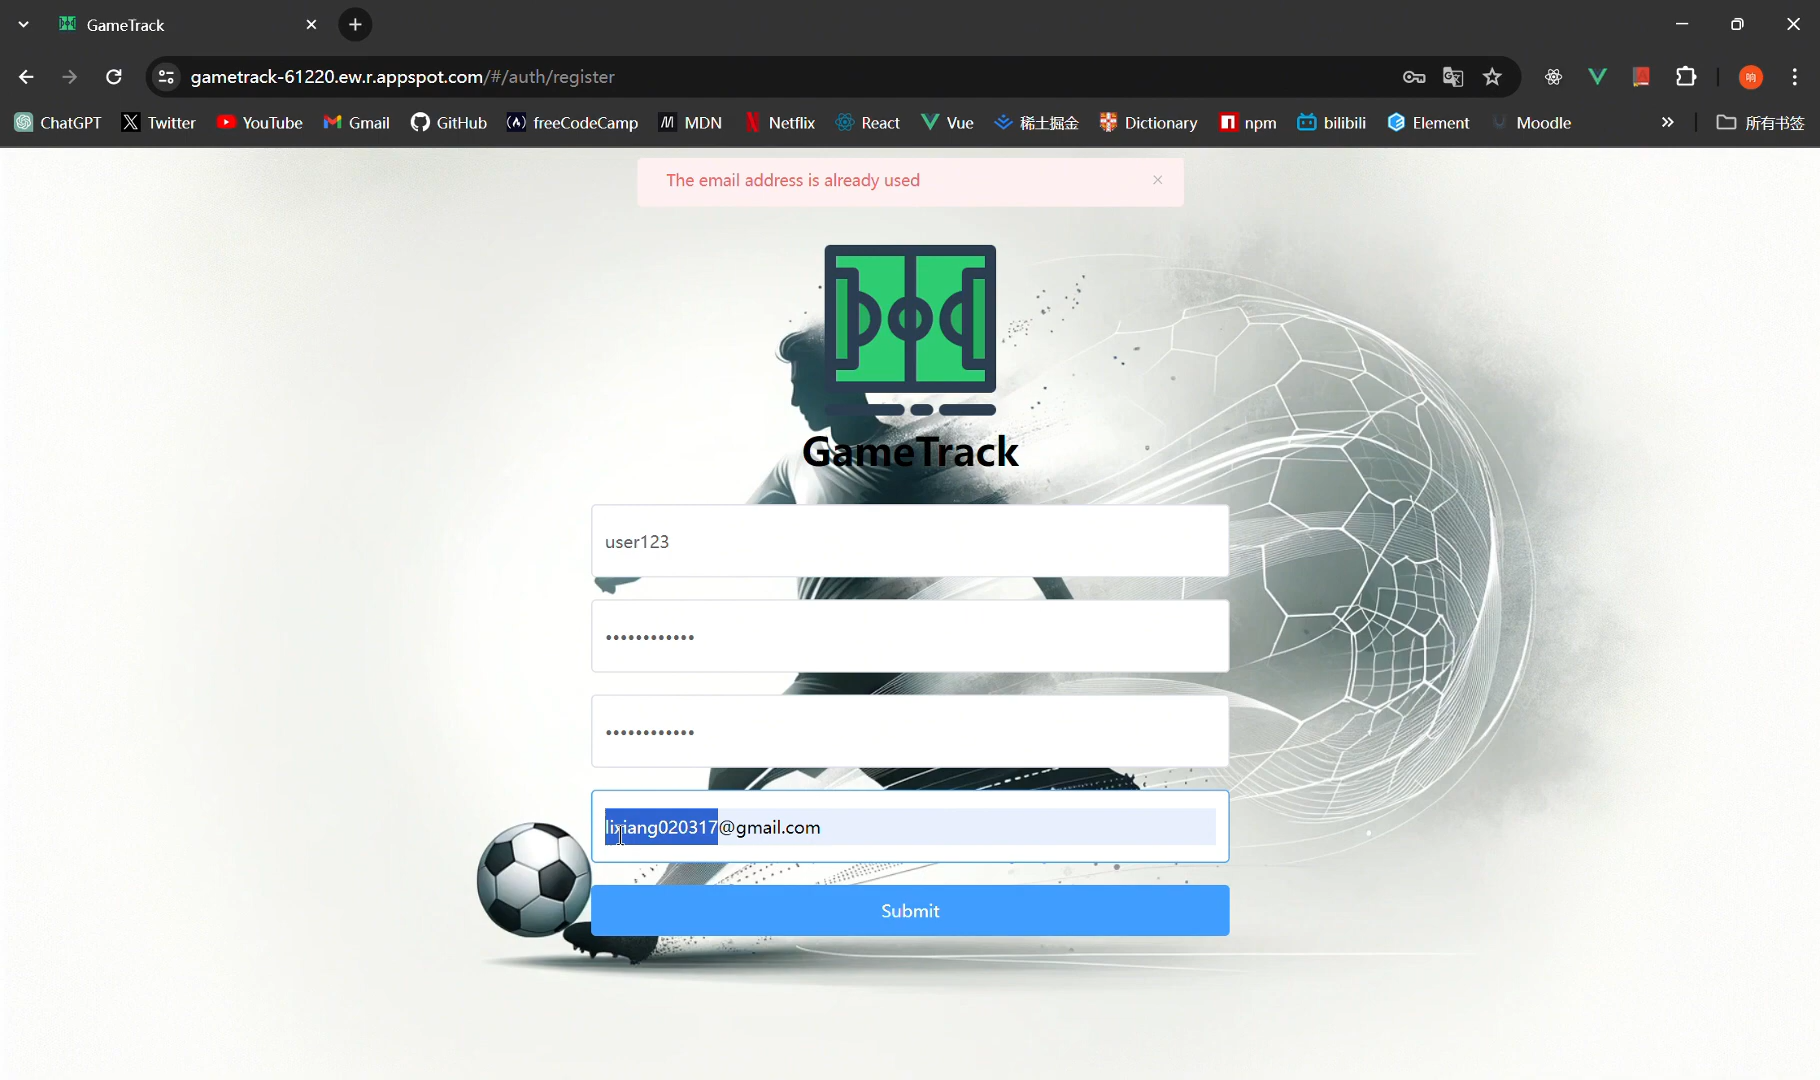 GameTrack
gametrack-61220.ew.r.appspot.com/#/auth/register
响
ChatGPT Twitter YouTube Gmail GitHub freeCodeCamp MDN Netflix React Vue 稀土掘金 Dictionary npm bilibili Element Moodle 所有书签
The email address is already used
GameTrack
user123
lixiang020317@gmail.com
Submit